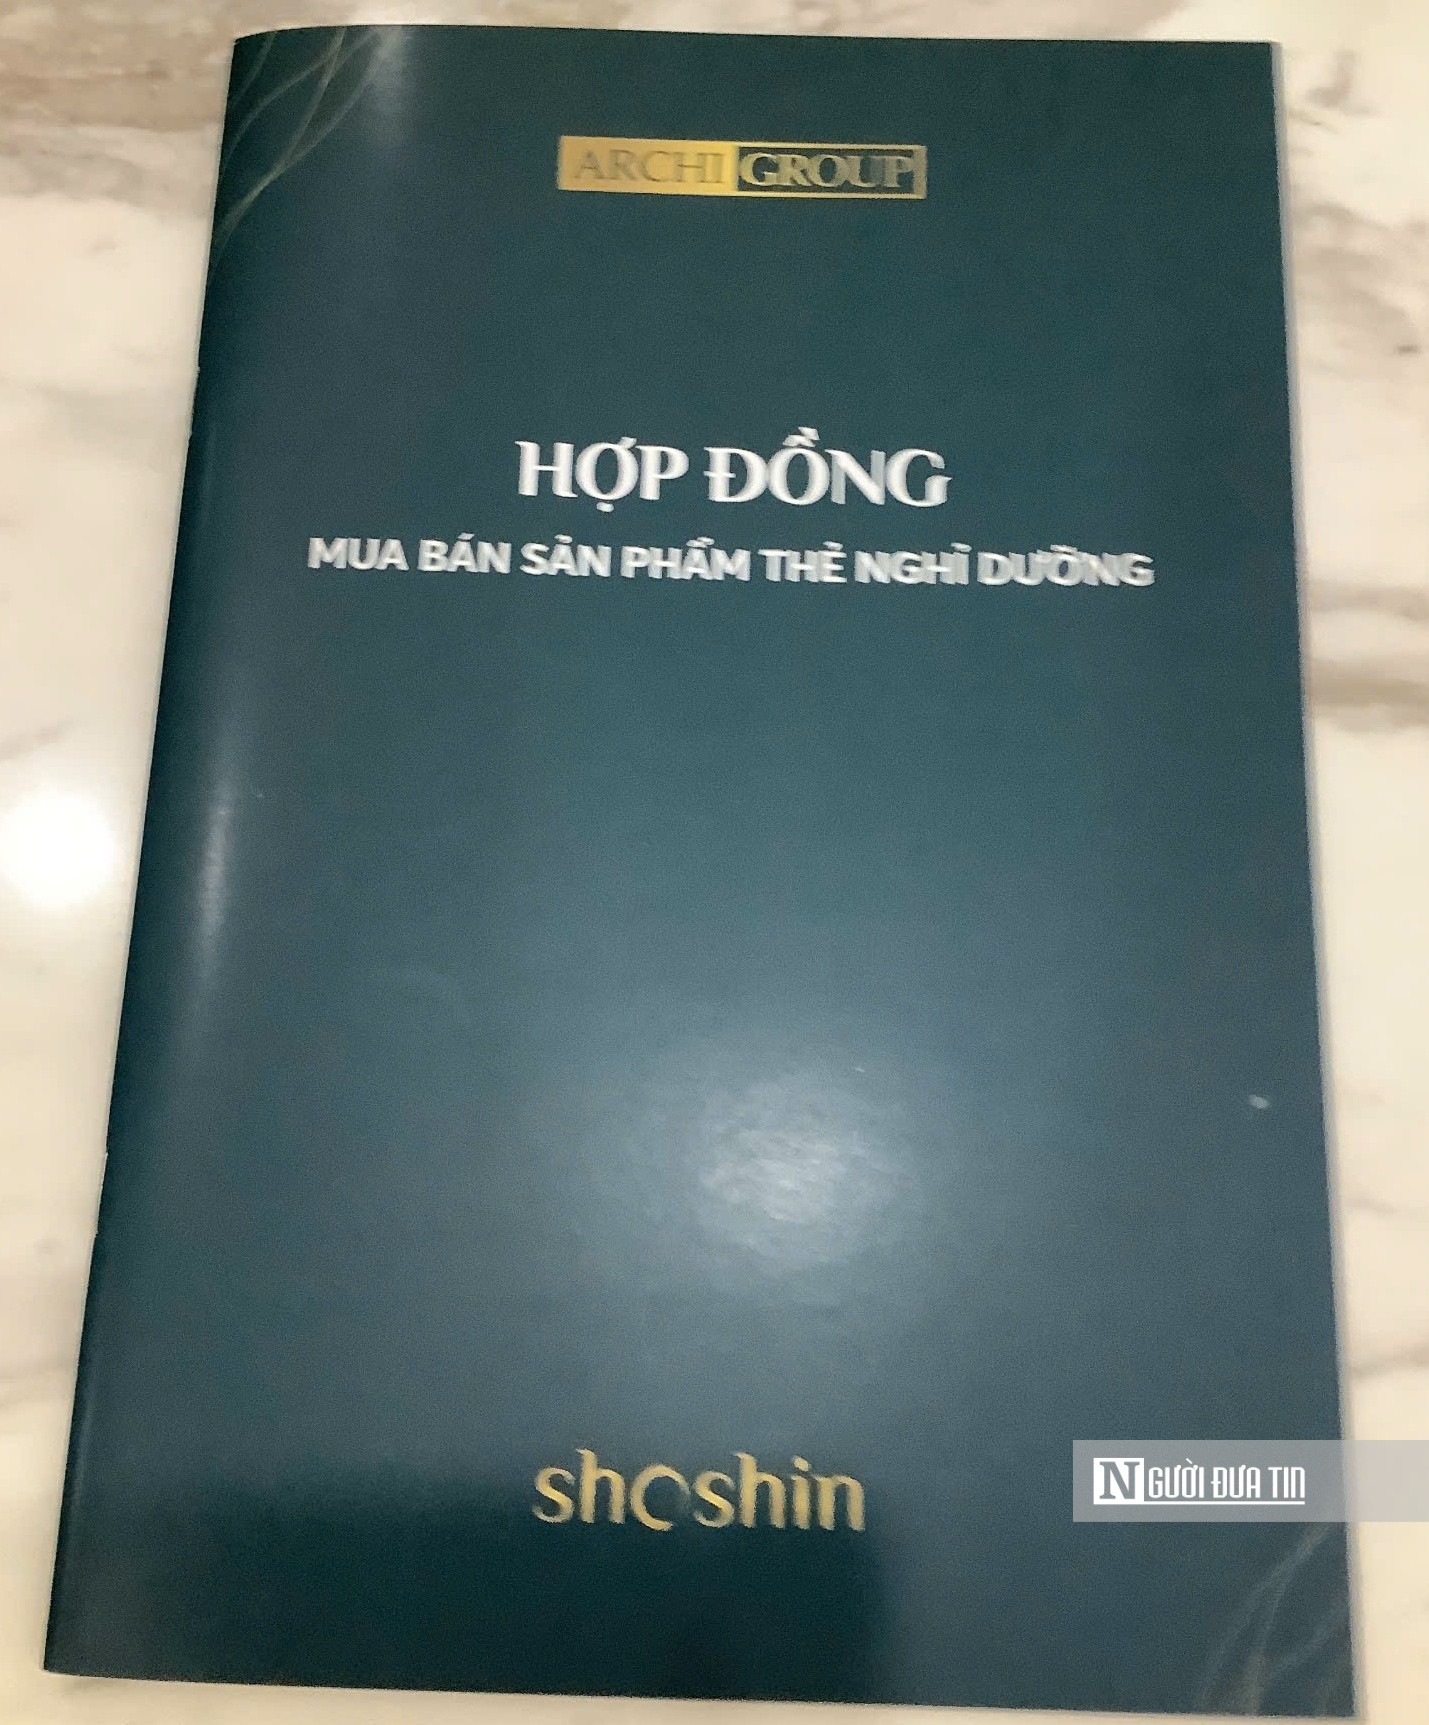 ARCHI GROUP
HỢP ĐỒNG
MUA BÁN SẢN PHẨM THẺ NGHỈ DƯỠNG
shoshin
NGƯỜI ĐƯA TIN